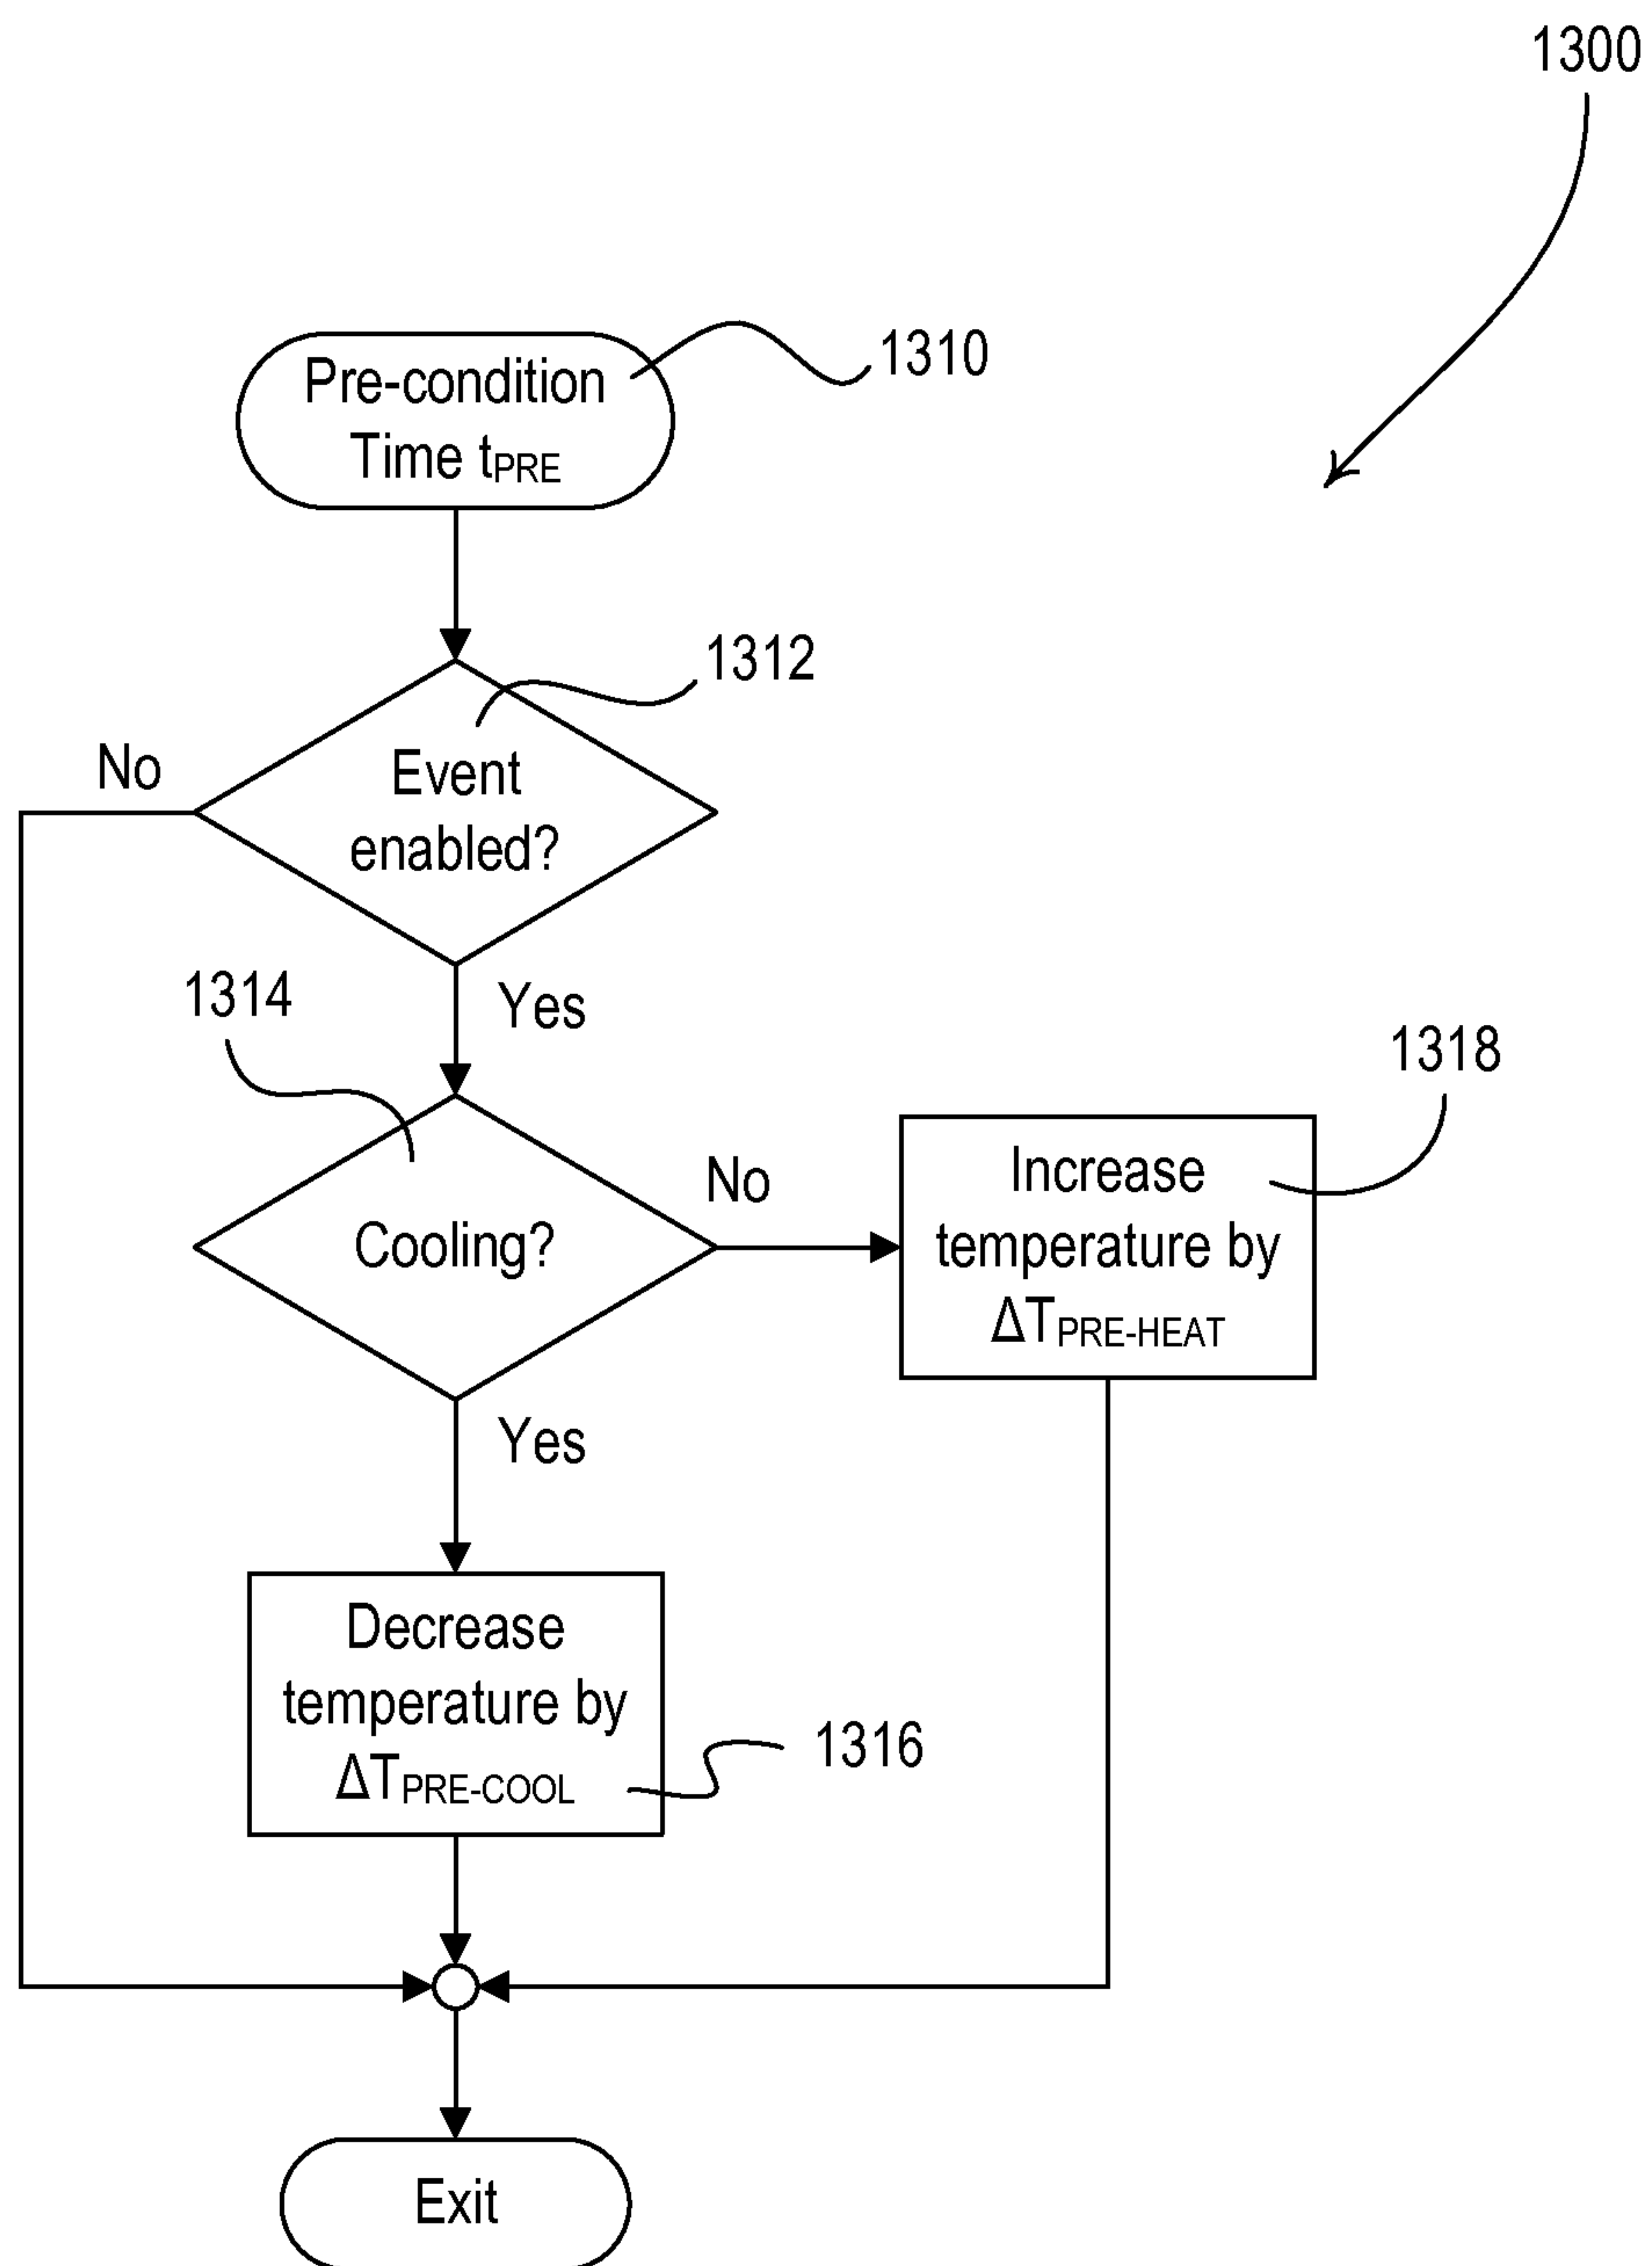 1300
Pre-condition
Time tPRE
1310
1312
No
Event
enabled?
1314
Yes
1318
Cooling?
No
Increase
temperature by
ΔTPRE-HEAT
Yes
Decrease
temperature by
ΔTPRE-COOL
1316
Exit